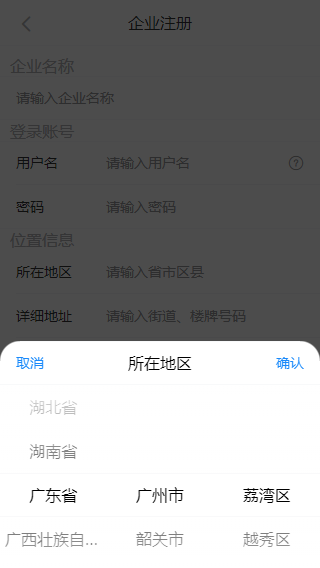 企业注册
企业名称
请输入企业名称
登录账号
用户名 请输入用户名
密码 请输入密码
位置信息
所在地区 请输入省市区县
详细地址 请输入街道、楼牌号码
取消 所在地区 确认
湖北省
湖南省
广东省 广州市 荔湾区
广西壮族自... 韶关市 越秀区